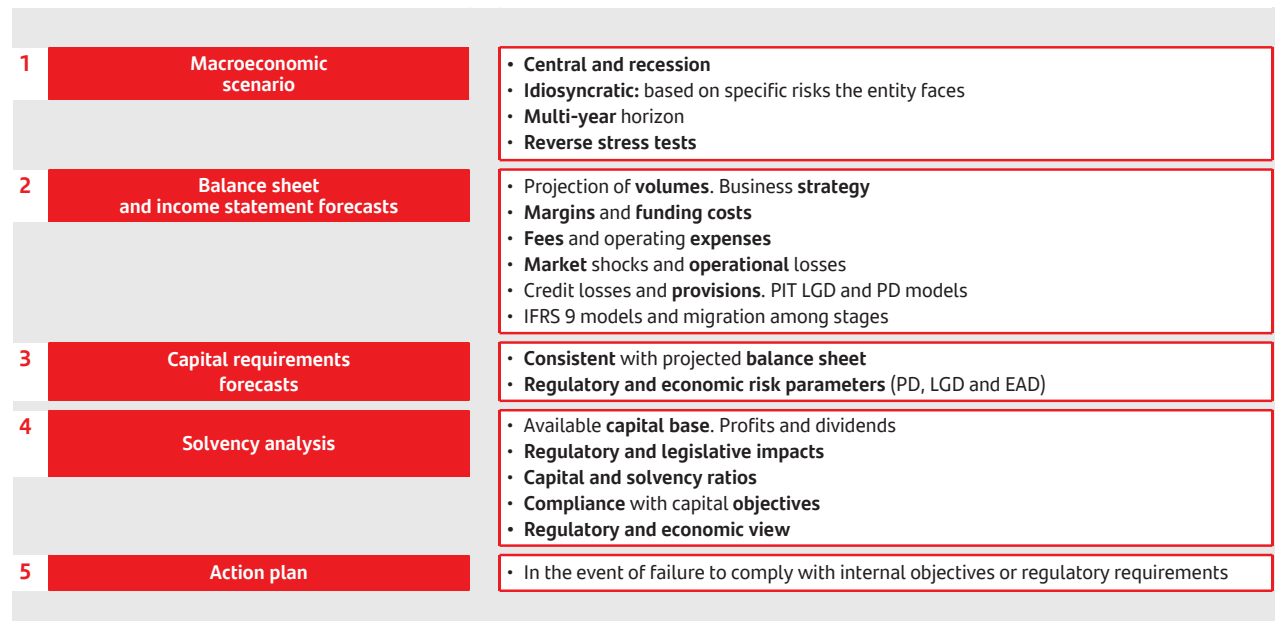 1
Macroeconomic
scenario
• Central and recession
• Idiosyncratic: based on specific risks the entity faces
• Multi-year horizon
• Reverse stress tests
2
Balance sheet
and income statement forecasts
• Projection of volumes. Business strategy
• Margins and funding costs
• Fees and operating expenses
• Market shocks and operational losses
• Credit losses and provisions. PIT LGD and PD models
• IFRS 9 models and migration among stages
3
Capital requirements
forecasts
• Consistent with projected balance sheet
• Regulatory and economic risk parameters (PD, LGD and EAD)
4
Solvency analysis
• Available capital base. Profits and dividends
• Regulatory and legislative impacts
• Capital and solvency ratios
• Compliance with capital objectives
• Regulatory and economic view
5
Action plan
• In the event of failure to comply with internal objectives or regulatory requirements